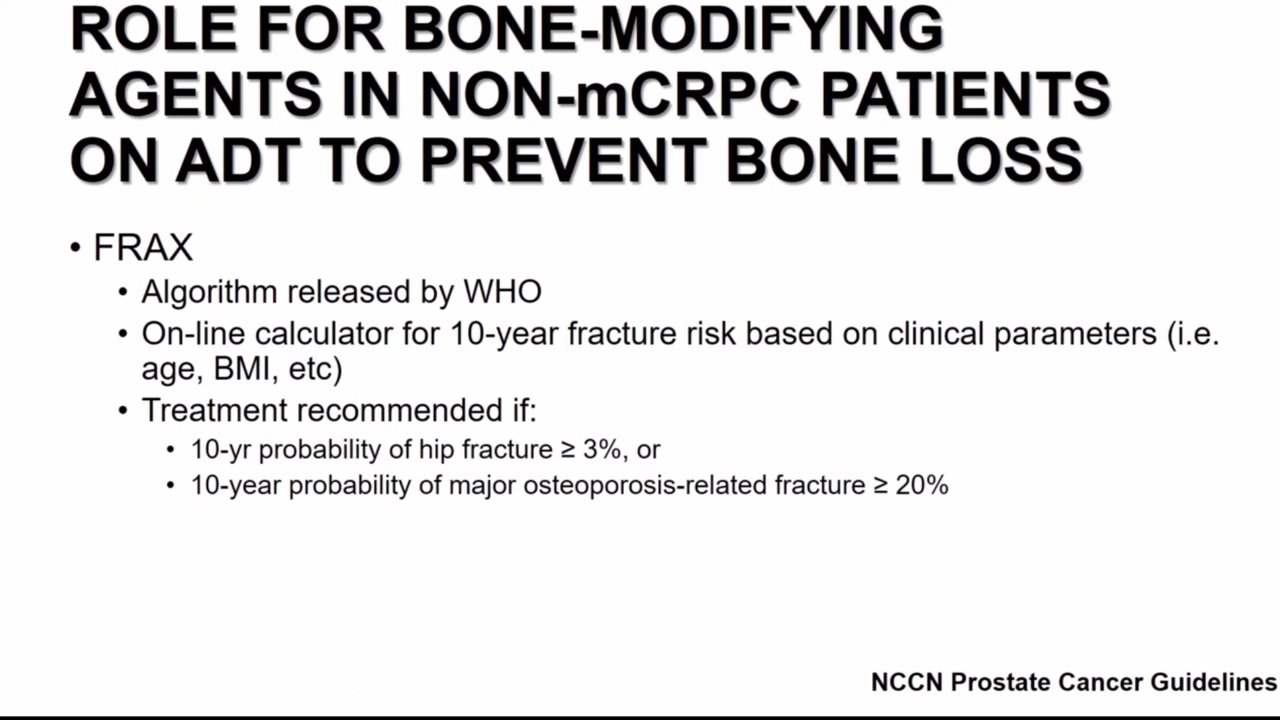 ROLE FOR BONE-MODIFYING
AGENTS IN NON-mCRPC PATIENTS
ON ADT TO PREVENT BONE LOSS
• FRAX
• Algorithm released by WHO
• On-line calculator for 10-year fracture risk based on clinical parameters (i.e.
age, BMI, etc)
• Treatment recommended if:
• 10-yr probability of hip fracture ≥ 3%, or
• 10-year probability of major osteoporosis-related fracture ≥ 20%
NCCN Prostate Cancer Guidelines